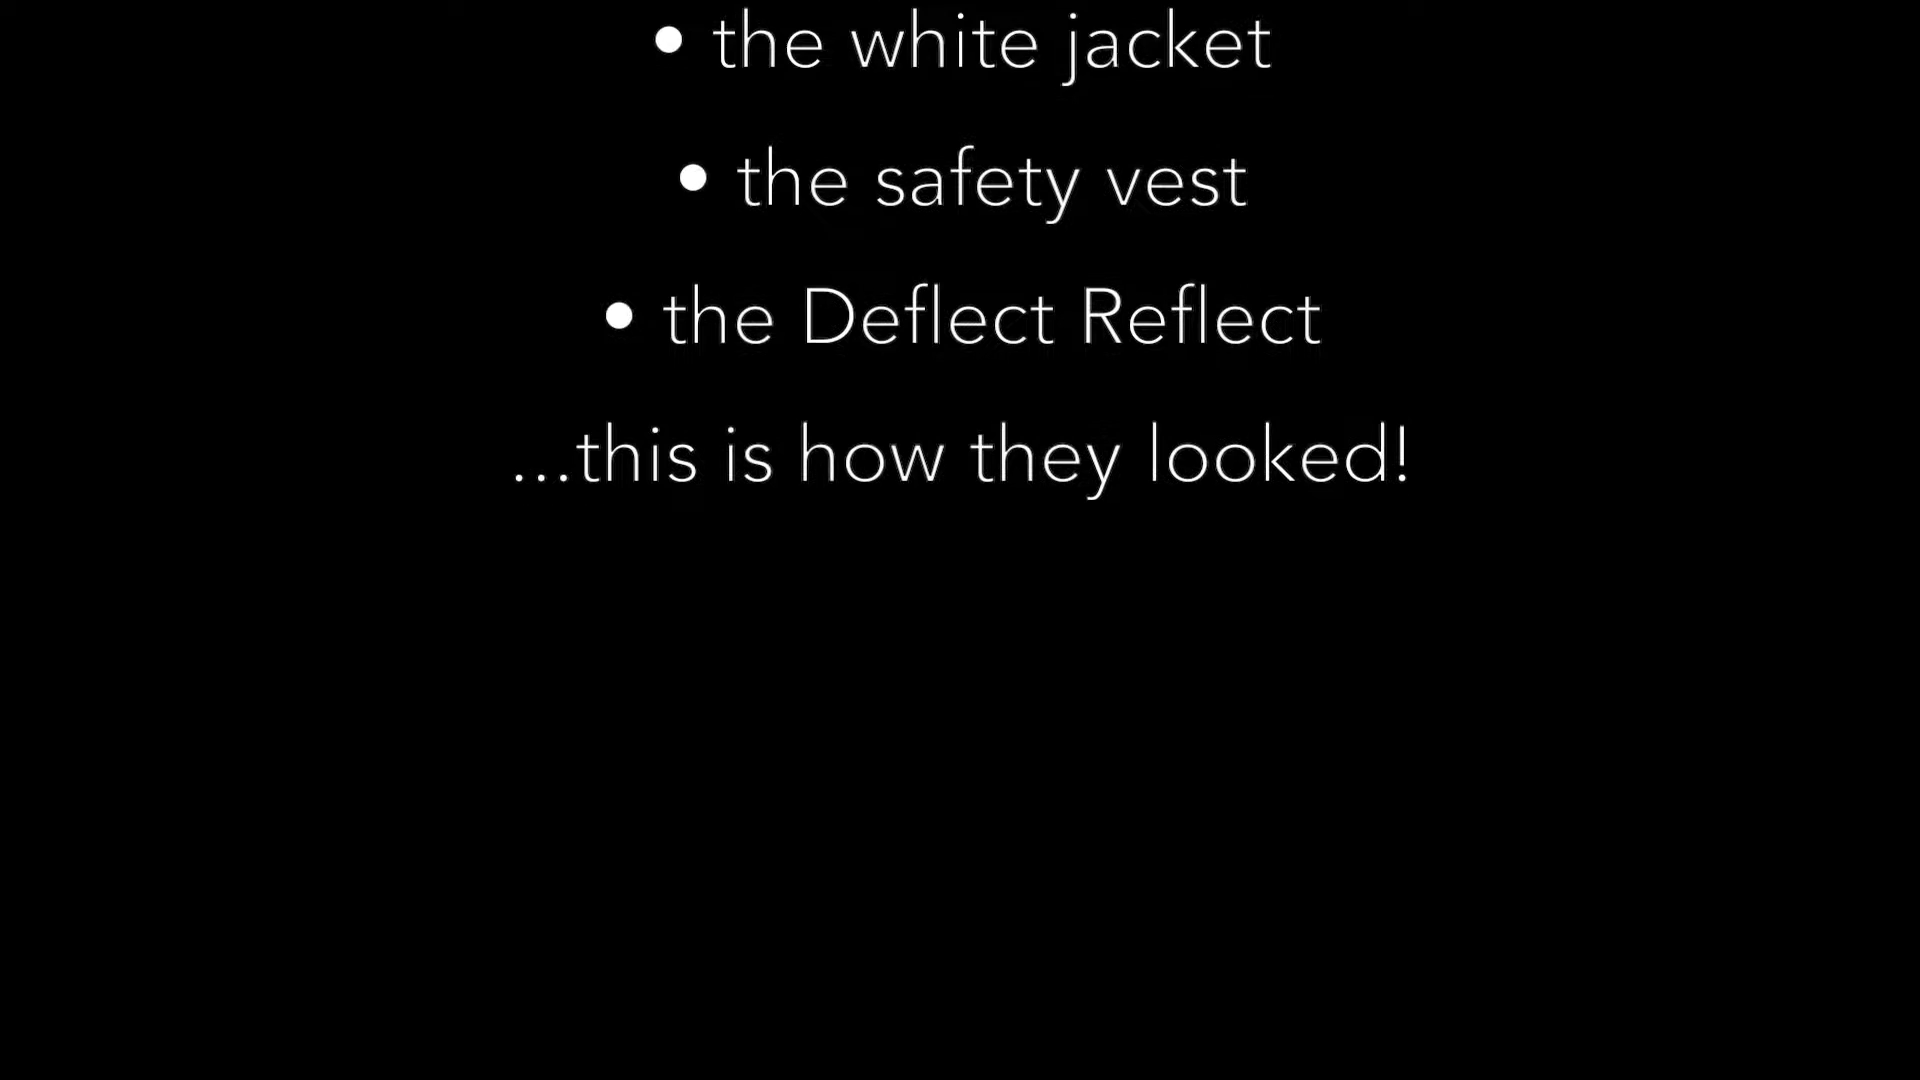 • the white jacket
• the safety vest
• the Deflect Reflect
...this is how they looked!